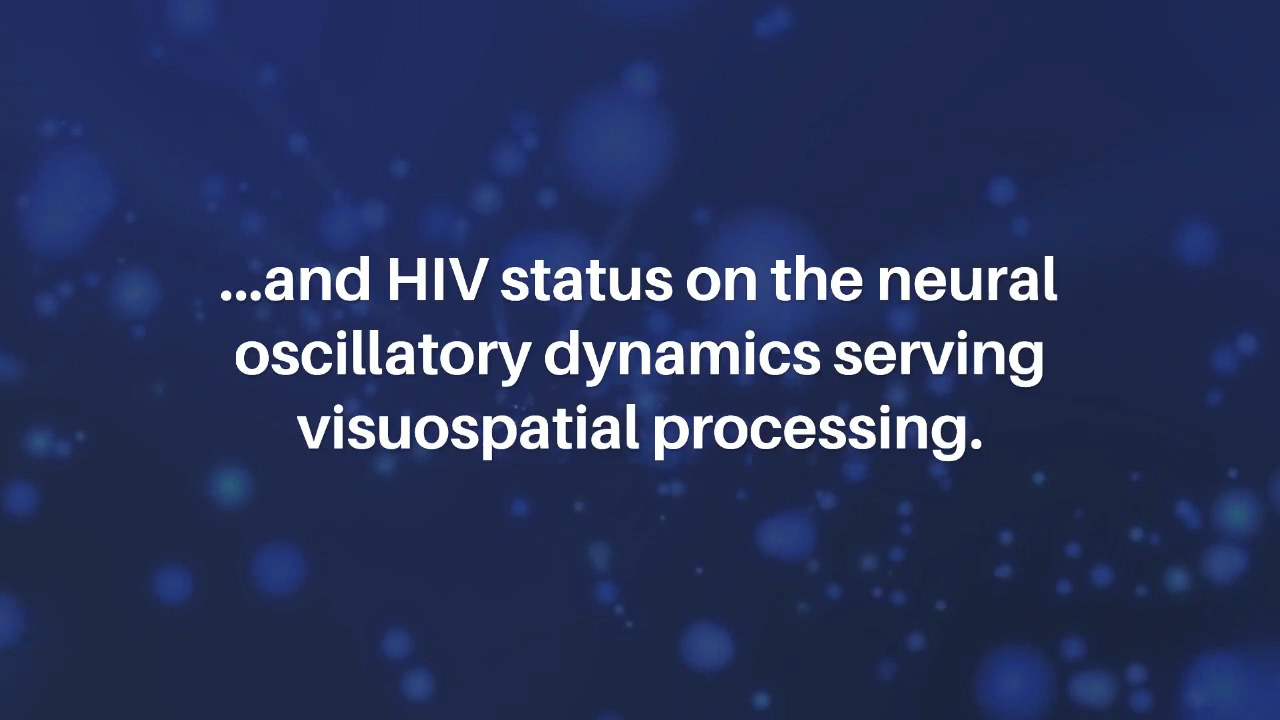 ...and HIV status on the neural
oscillatory dynamics serving
visuospatial processing.